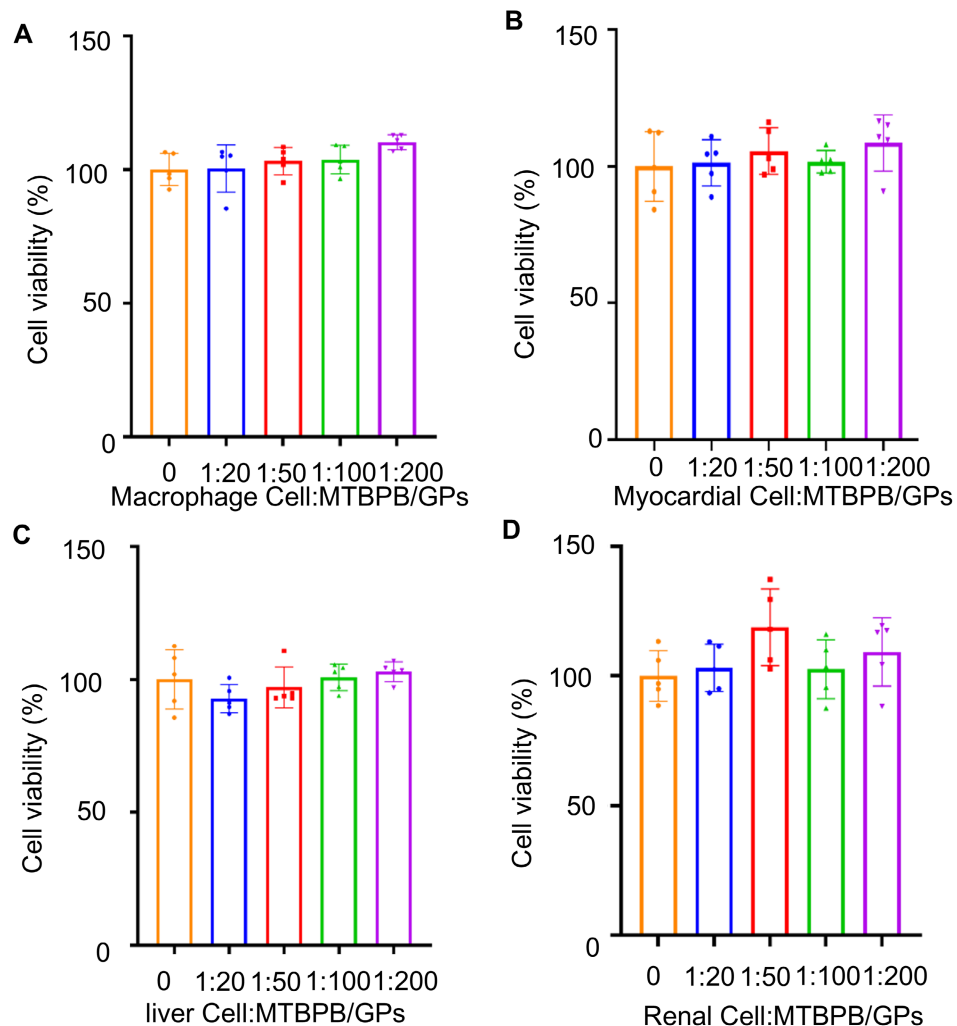 A
150
100
50
0
Cell viability (%)
0 1:20 1:50 1:100 1:200
Macrophage Cell:MTBPB/GPs
B
150
100
50
0
Cell viability (%)
0 1:20 1:50 1:100 1:200
Myocardial Cell:MTBPB/GPs
C
150
100
50
0
Cell viability (%)
0 1:20 1:50 1:100 1:200
liver Cell:MTBPB/GPs
D
150
100
50
0
Cell viability (%)
0 1:20 1:50 1:100 1:200
Renal Cell:MTBPB/GPs